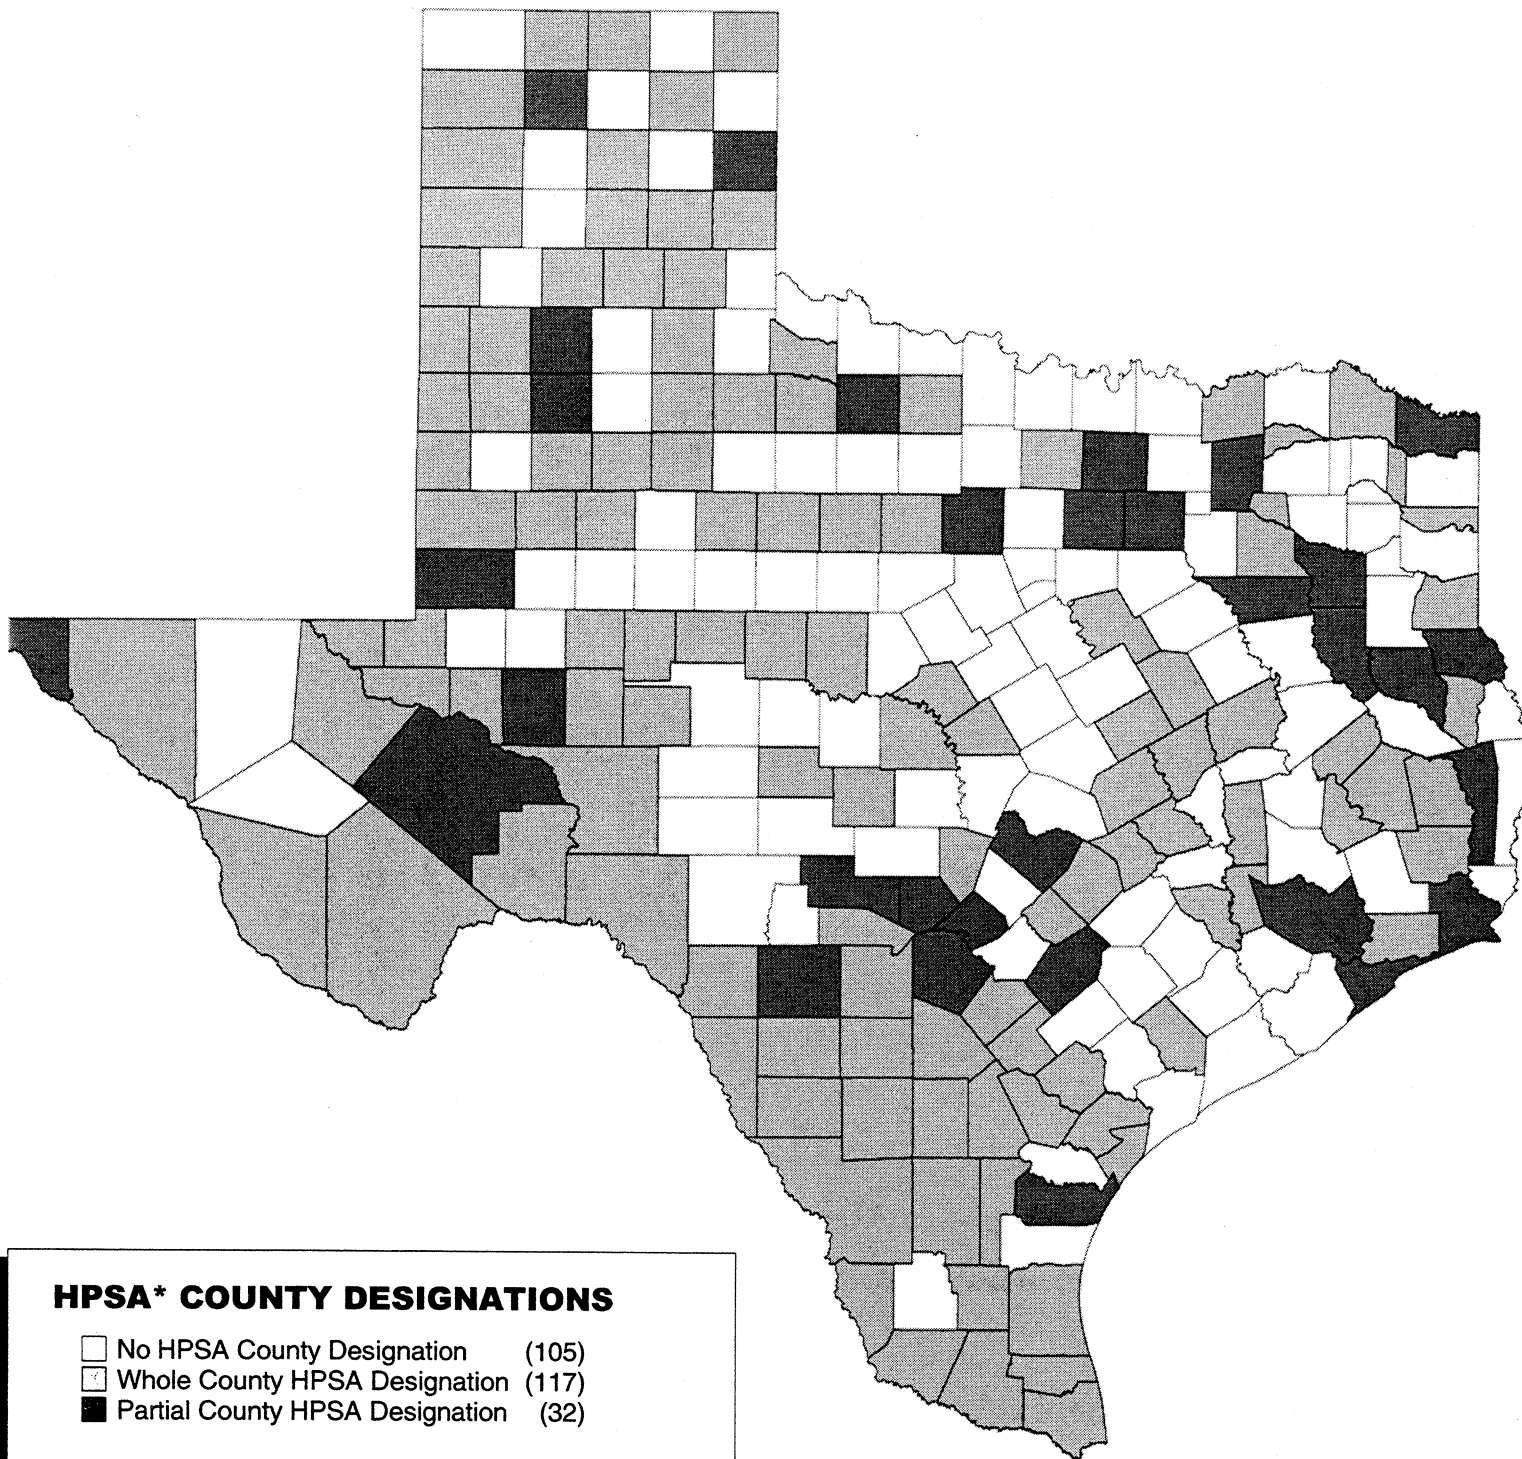 HPSA* COUNTY DESIGNATIONS
No HPSA County Designation (105)
Whole County HPSA Designation (117)
Partial County HPSA Designation (32)